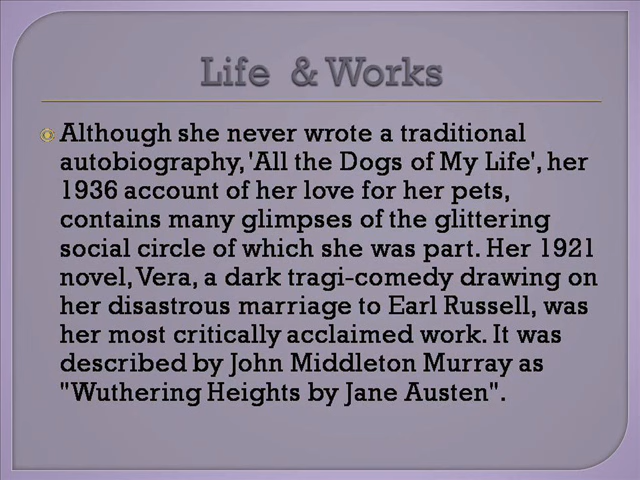 Life & Works
Although she never wrote a traditional
autobiography, 'All the Dogs of My Life', her
1936 account of her love for her pets,
contains many glimpses of the glittering
social circle of which she was part. Her 1921
novel, Vera, a dark tragi-comedy drawing on
her disastrous marriage to Earl Russell, was
her most critically acclaimed work. It was
described by John Middleton Murray as
"Wuthering Heights by Jane Austen".